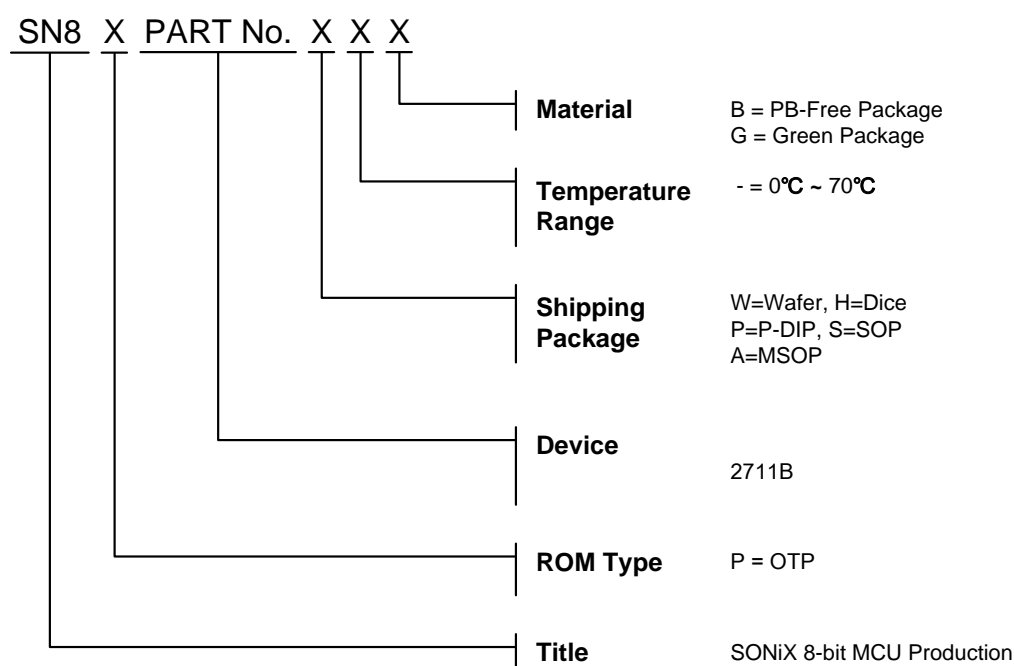 SN8 X PART No. X X X
Material
B = PB-Free Package
G = Green Package
Temperature
Range
- = 0℃ ~ 70℃
Shipping
Package
W=Wafer, H=Dice
P=P-DIP, S=SOP
A=MSOP
Device
2711B
ROM Type
P = OTP
Title
SONiX 8-bit MCU Production